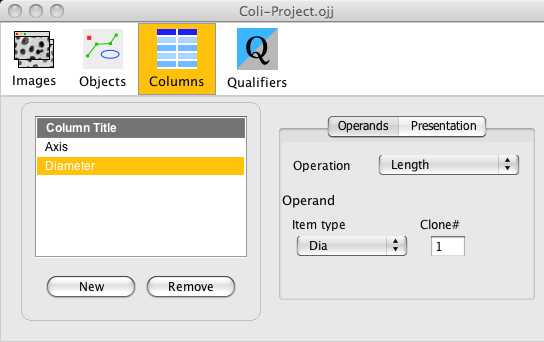 Coli-Project.ojj
Q
Images Objects Columns Qualifiers
Column Title
Axis
Diameter
New Remove
Operands Presentation
Operation Length
Operand
Item type Clone#
Dia 1